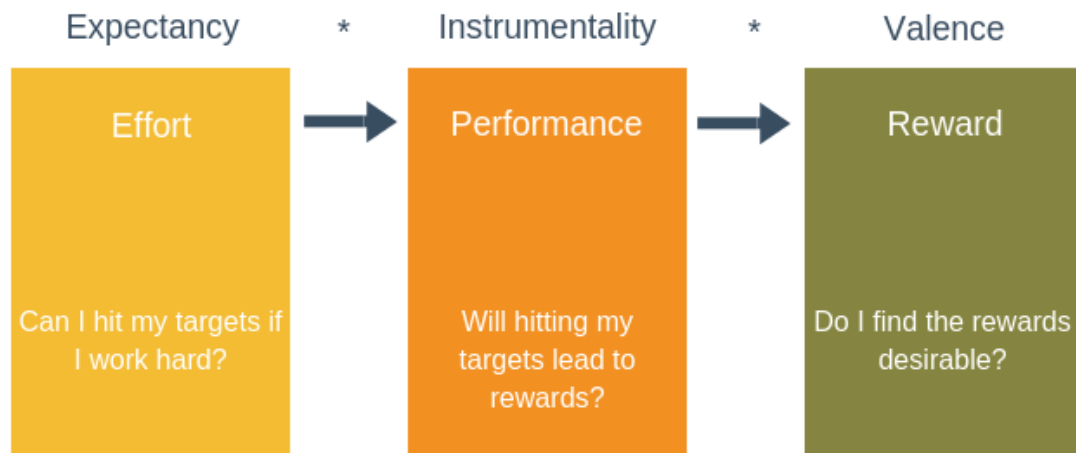 Expectancy * Instrumentality * Valence
Effort
Performance
Reward
Can I hit my targets if
I work hard?
Will hitting my
targets lead to
rewards?
Do I find the rewards
desirable?